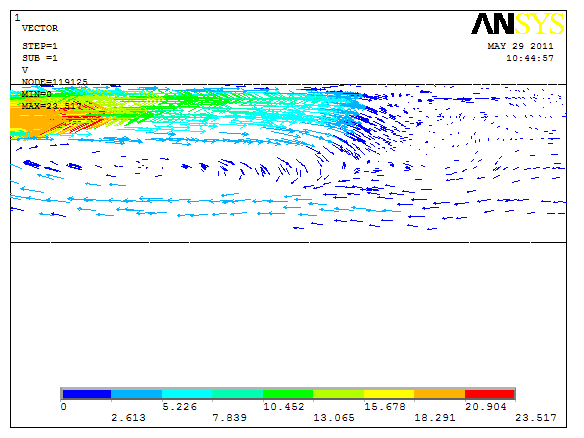 1
ANSYS
VECTOR
MAY 29 2011
STEP=1
10:44:57
SUB =1
V
NODE=119125
MIN=0
MAX=23.517
0 5.226 10.452 15.678 20.904
2.613 7.839 13.065 18.291 23.517